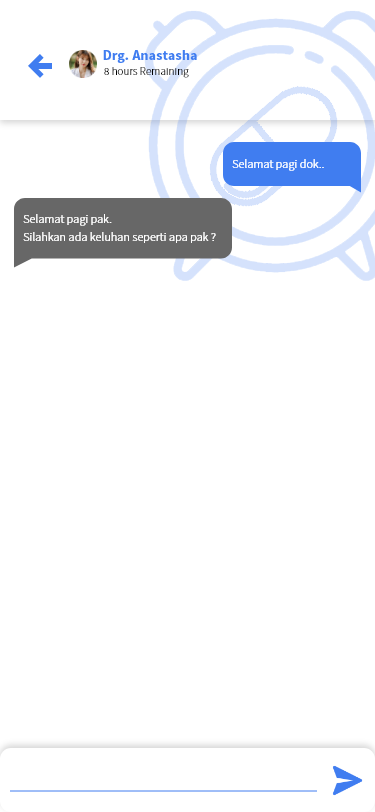 Drg. Anastasha
8 hours Remaining
Selamat pagi dok..
Selamat pagi pak.
Silahkan ada keluhan seperti apa pak ?